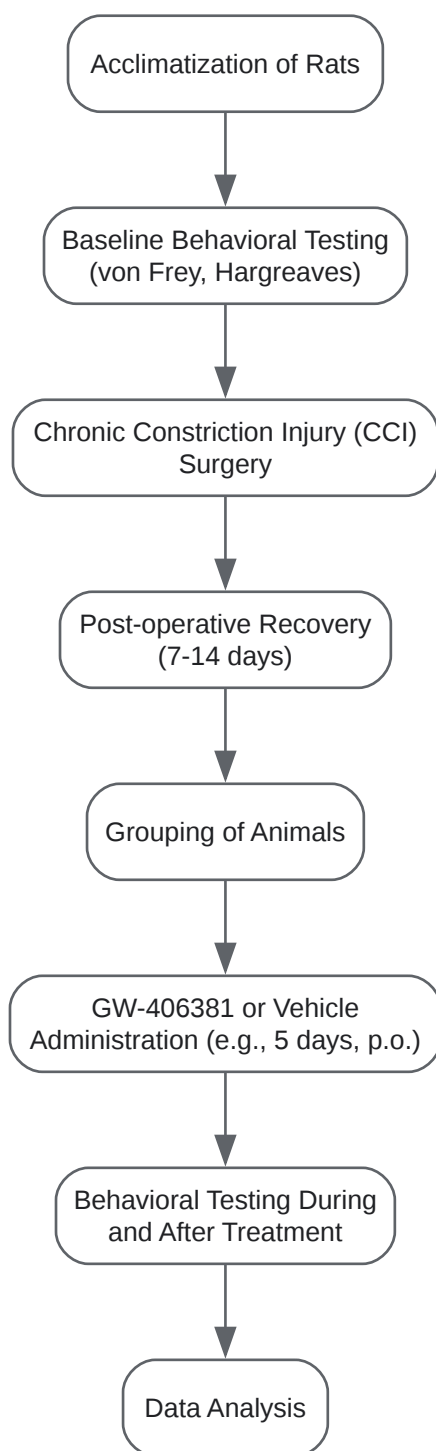 Acclimatization of Rats
Baseline Behavioral Testing
(von Frey, Hargreaves)
Chronic Constriction Injury (CCI)
Surgery
Post-operative Recovery
(7-14 days)
Grouping of Animals
GW-406381 or Vehicle
Administration (e.g., 5 days, p.o.)
Behavioral Testing During
and After Treatment
Data Analysis